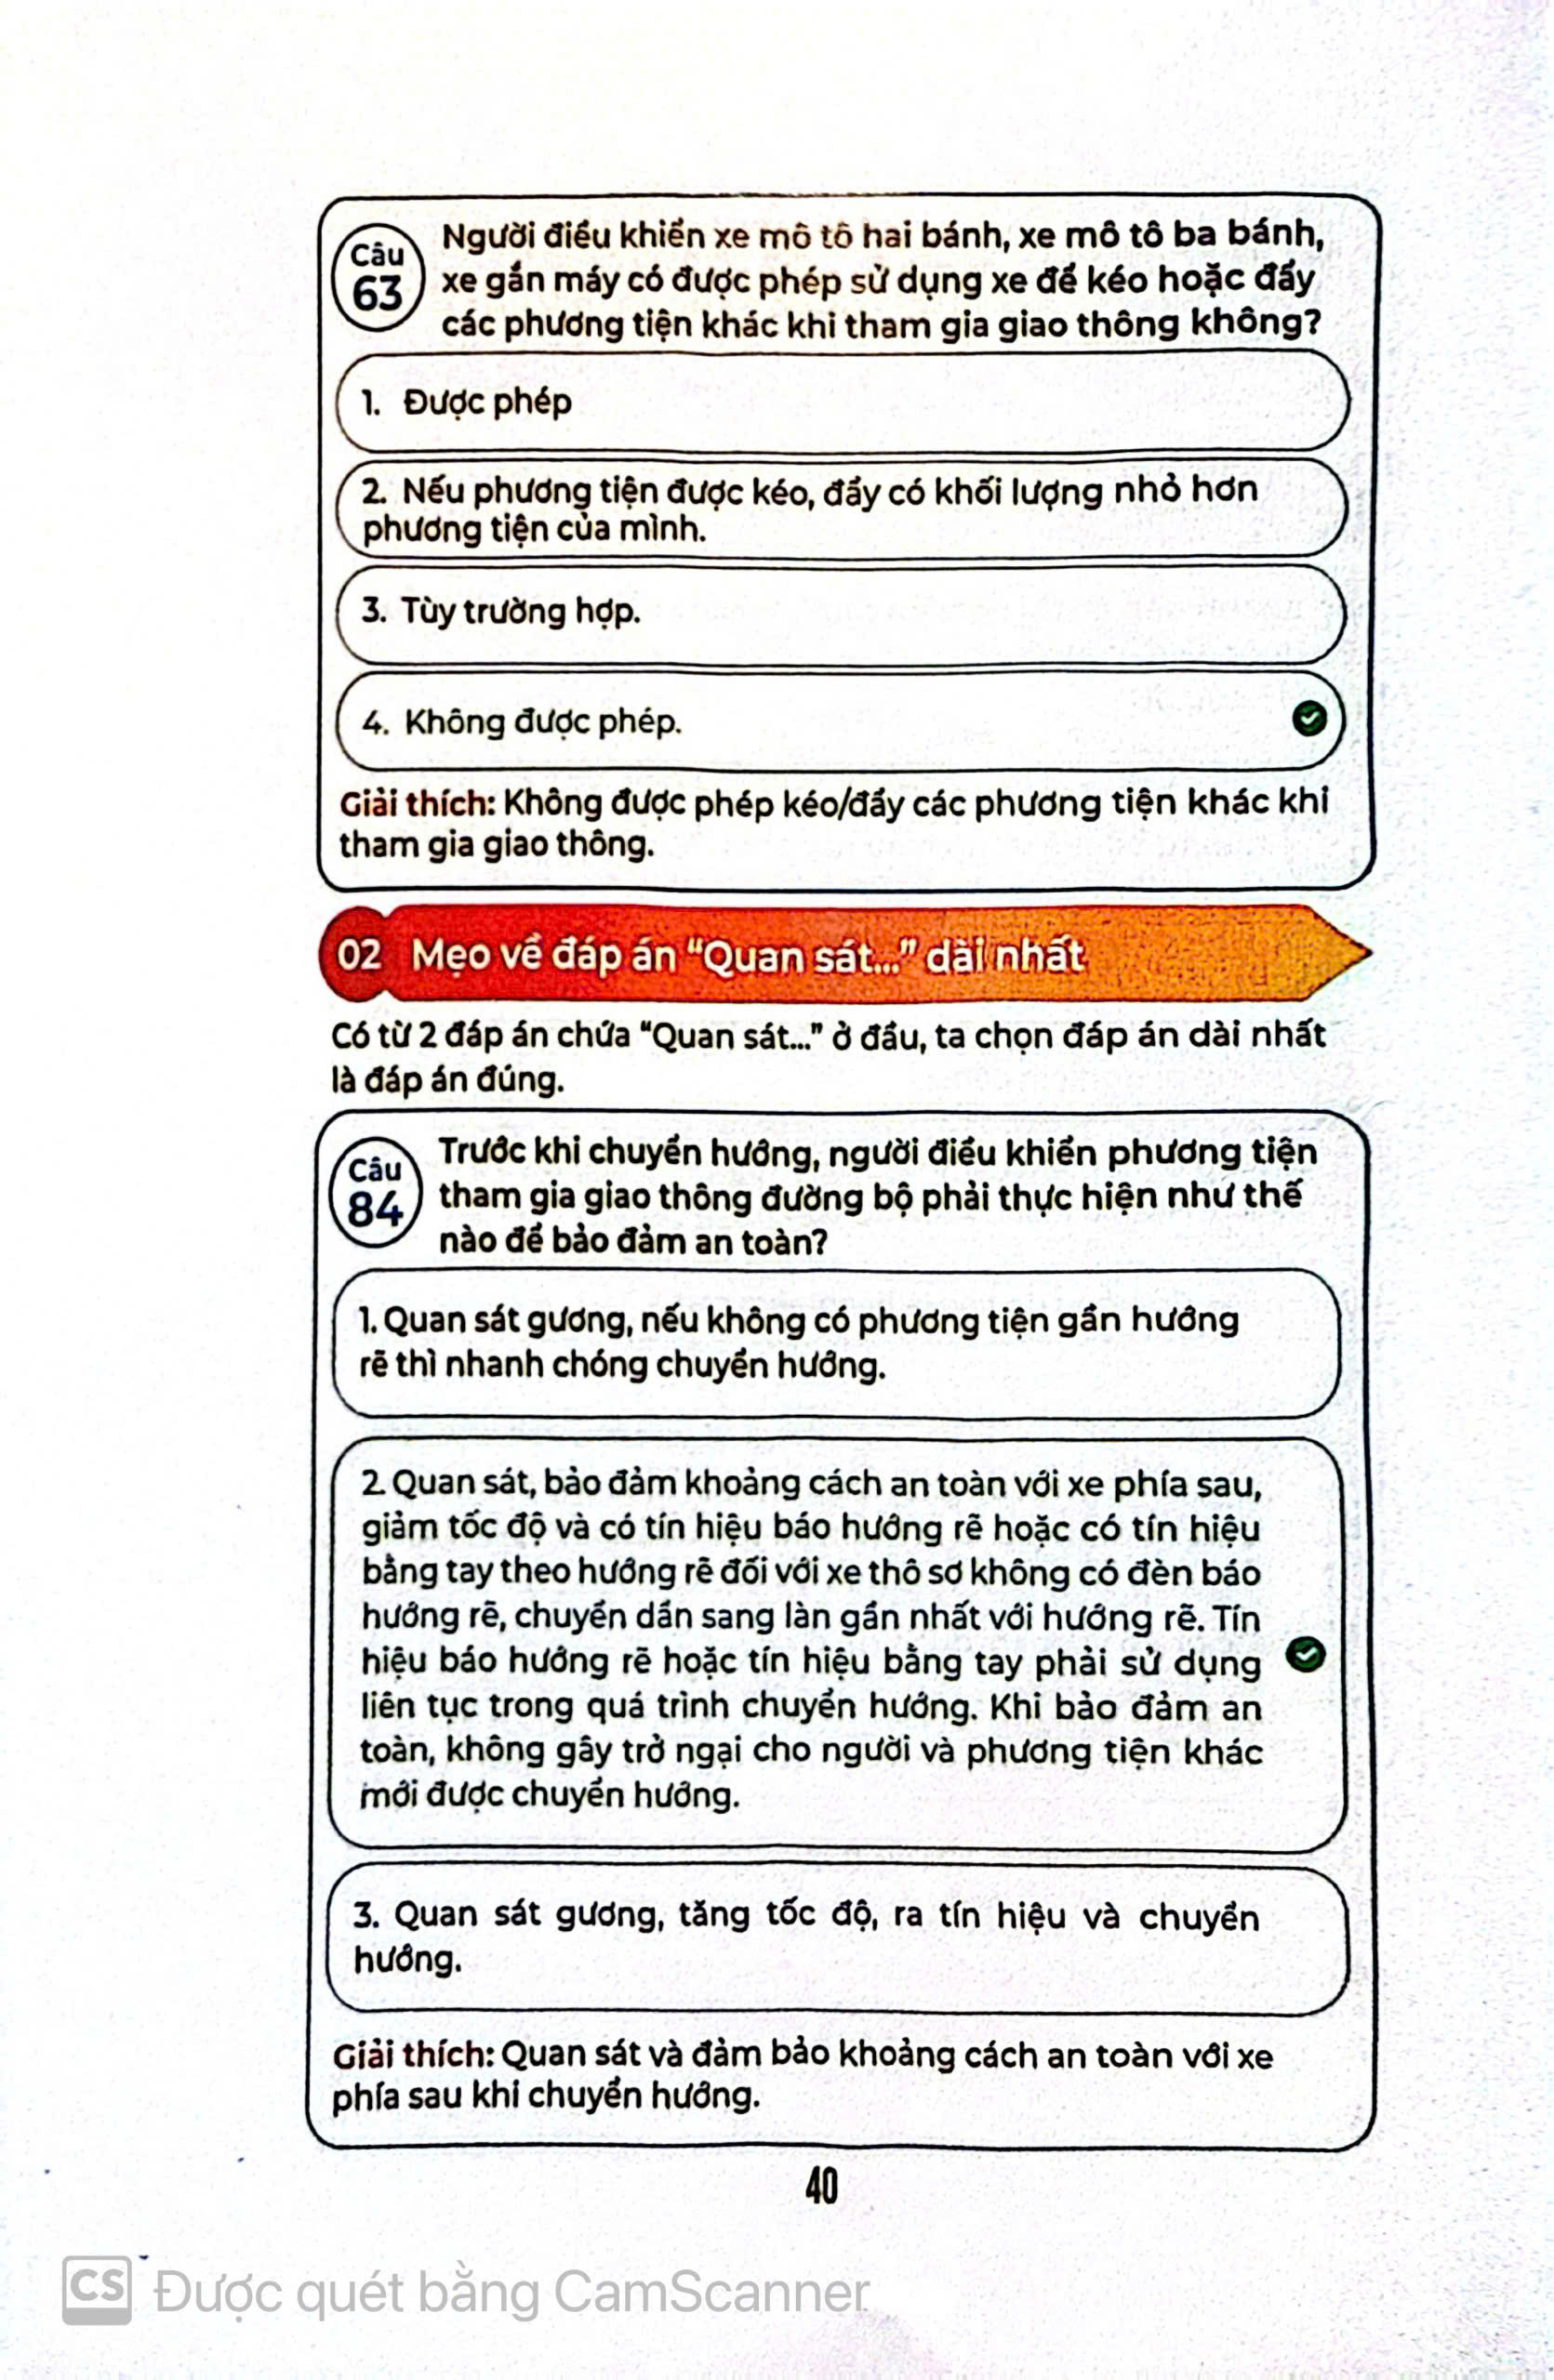 Câu
63
Người điều khiển xe mô tô hai bánh, xe mô tô ba bánh,
xe gắn máy có được phép sử dụng xe để kéo hoặc đẩy
các phương tiện khác khi tham gia giao thông không?
1. Được phép
2. Nếu phương tiện được kéo, đẩy có khối lượng nhỏ hơn
phương tiện của mình.
3. Tùy trường hợp.
4. Không được phép.
Giải thích: Không được phép kéo/đẩy các phương tiện khác khi
tham gia giao thông.
02 Mẹo về đáp án “Quan sát...” dài nhất
Có từ 2 đáp án chứa “Quan sát...” ở đầu, ta chọn đáp án dài nhất
là đáp án đúng.
Câu
84
Trước khi chuyển hướng, người điều khiển phương tiện
tham gia giao thông đường bộ phải thực hiện như thế
nào để bảo đảm an toàn?
1. Quan sát gương, nếu không có phương tiện gần hướng
rẽ thì nhanh chóng chuyển hướng.
2. Quan sát, bảo đảm khoảng cách an toàn với xe phía sau,
giảm tốc độ và có tín hiệu báo hướng rẽ hoặc có tín hiệu
bằng tay theo hướng rẽ đối với xe thô sơ không có đèn báo
hướng rẽ, chuyển dần sang làn gần nhất với hướng rẽ. Tín
hiệu báo hướng rẽ hoặc tín hiệu bằng tay phải sử dụng
liên tục trong quá trình chuyển hướng. Khi bảo đảm an
toàn, không gây trở ngại cho người và phương tiện khác
mới được chuyển hướng.
3. Quan sát gương, tăng tốc độ, ra tín hiệu và chuyển
hướng.
Giải thích: Quan sát và đảm bảo khoảng cách an toàn với xe
phía sau khi chuyển hướng.
40
CS Được quét bằng CamScanner